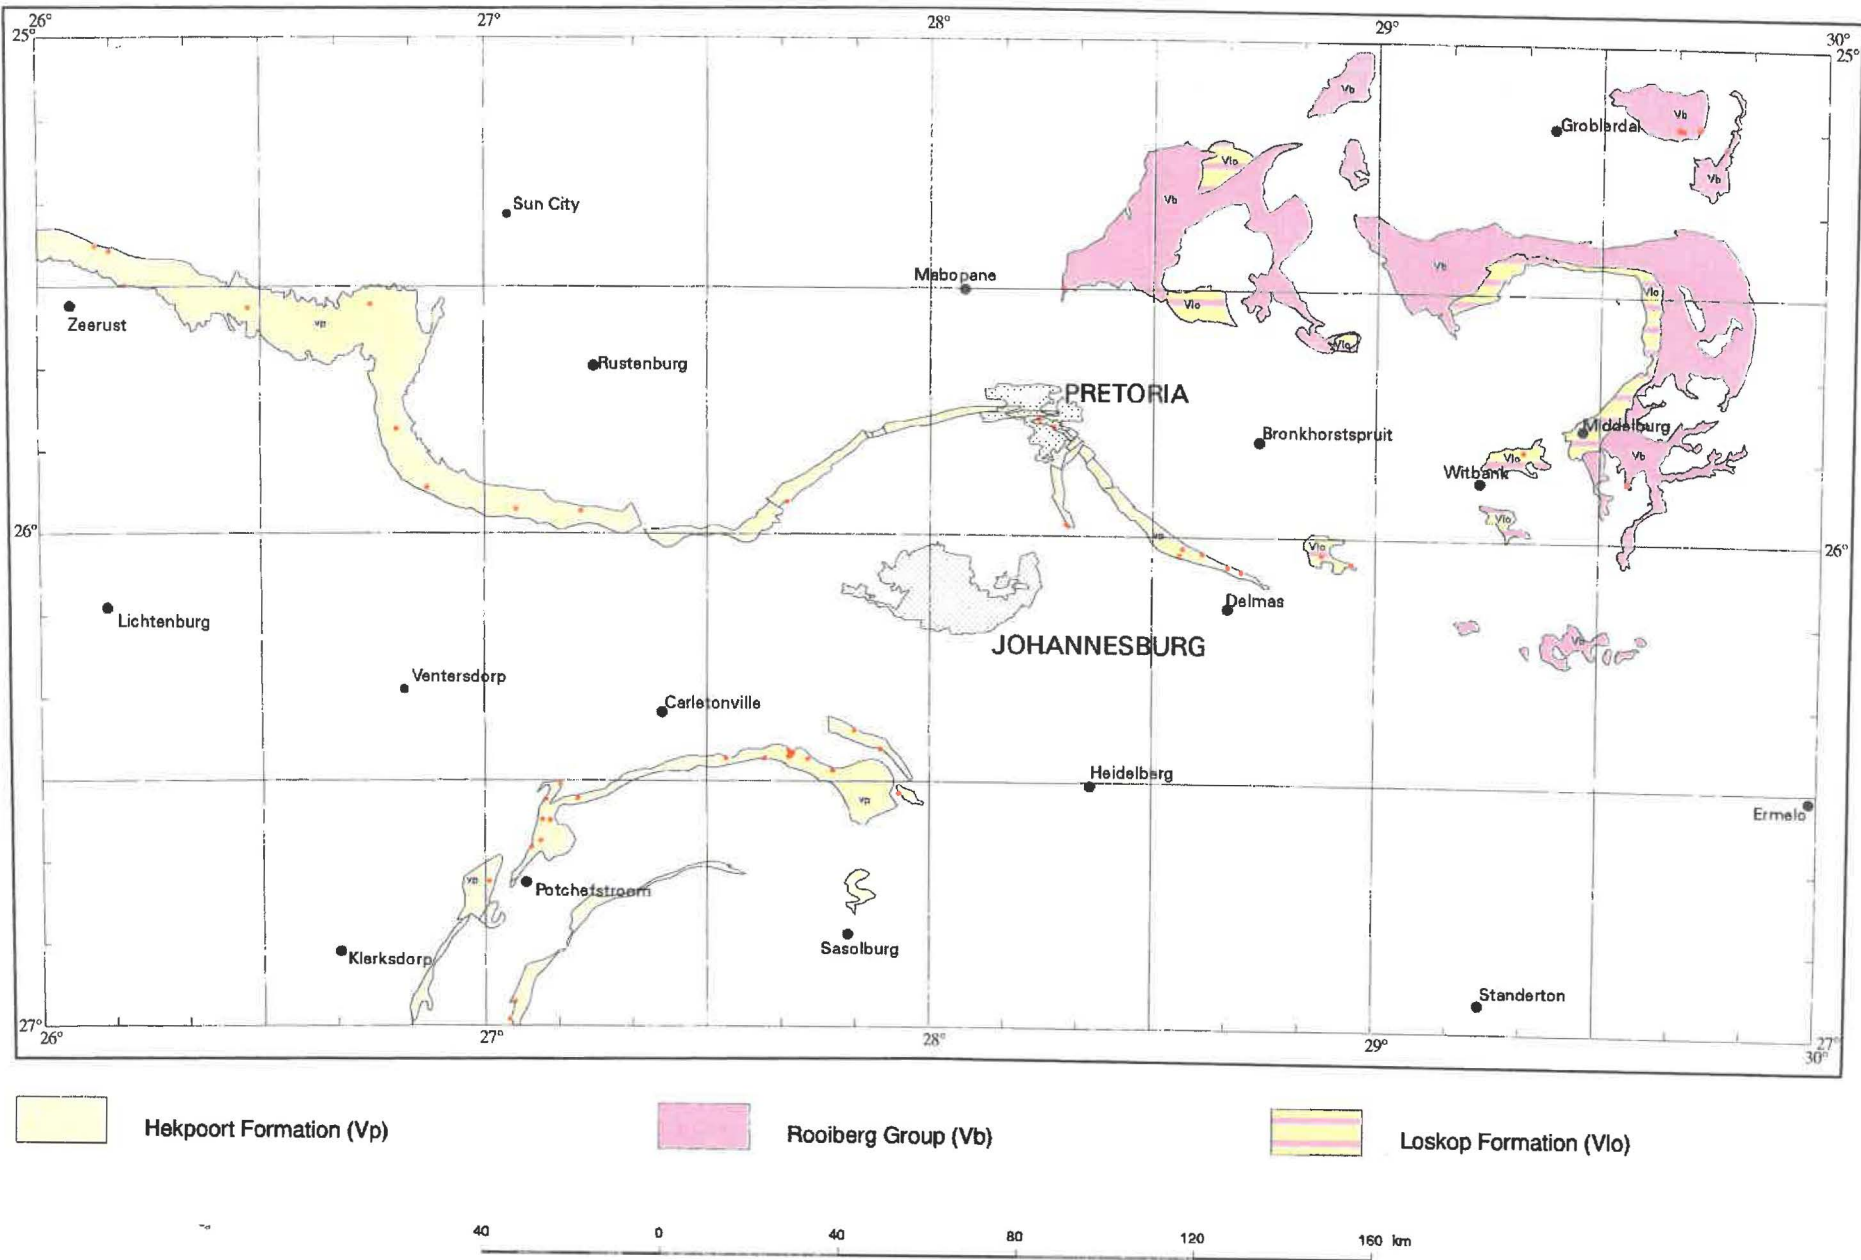 26°
27°
28°
29°
30°
25°
25°
Vb
Groblerdal
Vb
Vlo
Vb
Vb
Sun City
Vb
Mabopane
Vlo
Vlo
Zeerust
vp
Vlo
Rustenburg
PRETORIA
Bronkhorstspruit
Middelburg
Vlo
Vb
Witbank
Vlo
26°
Vlo
26°
Delmas
Lichtenburg
JOHANNESBURG
Ventersdorp
Carletonville
Heidelberg
vp
Ermelo
vp
Potchefstroom
Sasolburg
Klerksdorp
Standerton
27°
26°
27°
28°
29°
27°
30°
Hekpoort Formation (Vp)
Rooiberg Group (Vb)
Loskop Formation (Vlo)
40 0 40 80 120 160 km